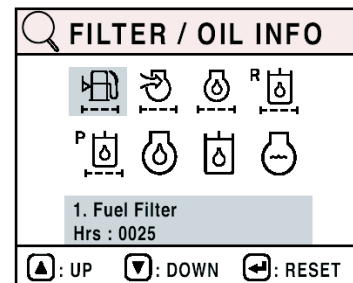 FILTER / OIL INFO
R
P
1. Fuel Filter
Hrs : 0025
: UP : DOWN : RESET